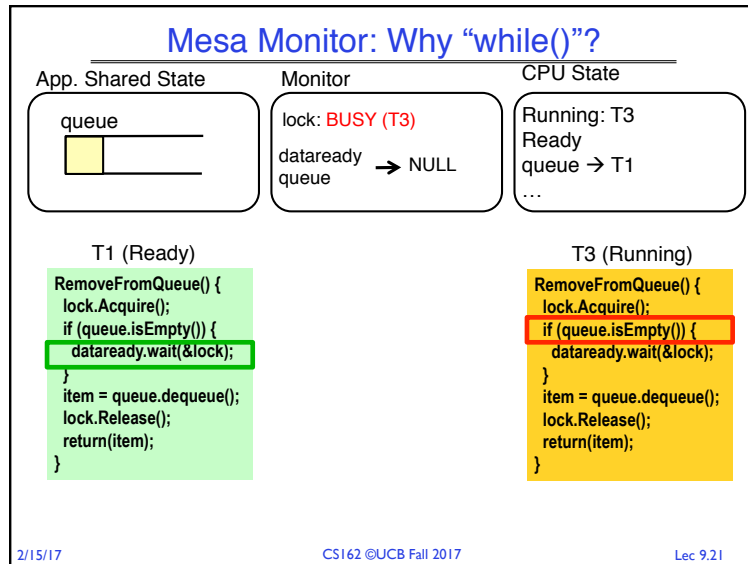 Mesa Monitor: Why “while()”?
App. Shared State
Monitor
CPU State
queue
lock: BUSY (T3)
dataready
queue → NULL
Running: T3
Ready
queue → T1
…
T1 (Ready)
RemoveFromQueue() {
lock.Acquire();
if (queue.isEmpty()) {
dataready.wait(&lock);
}
item = queue.dequeue();
lock.Release();
return(item);
}
T3 (Running)
RemoveFromQueue() {
lock.Acquire();
if (queue.isEmpty()) {
dataready.wait(&lock);
}
item = queue.dequeue();
lock.Release();
return(item);
}
2/15/17
CS162 ©UCB Fall 2017
Lec 9.21